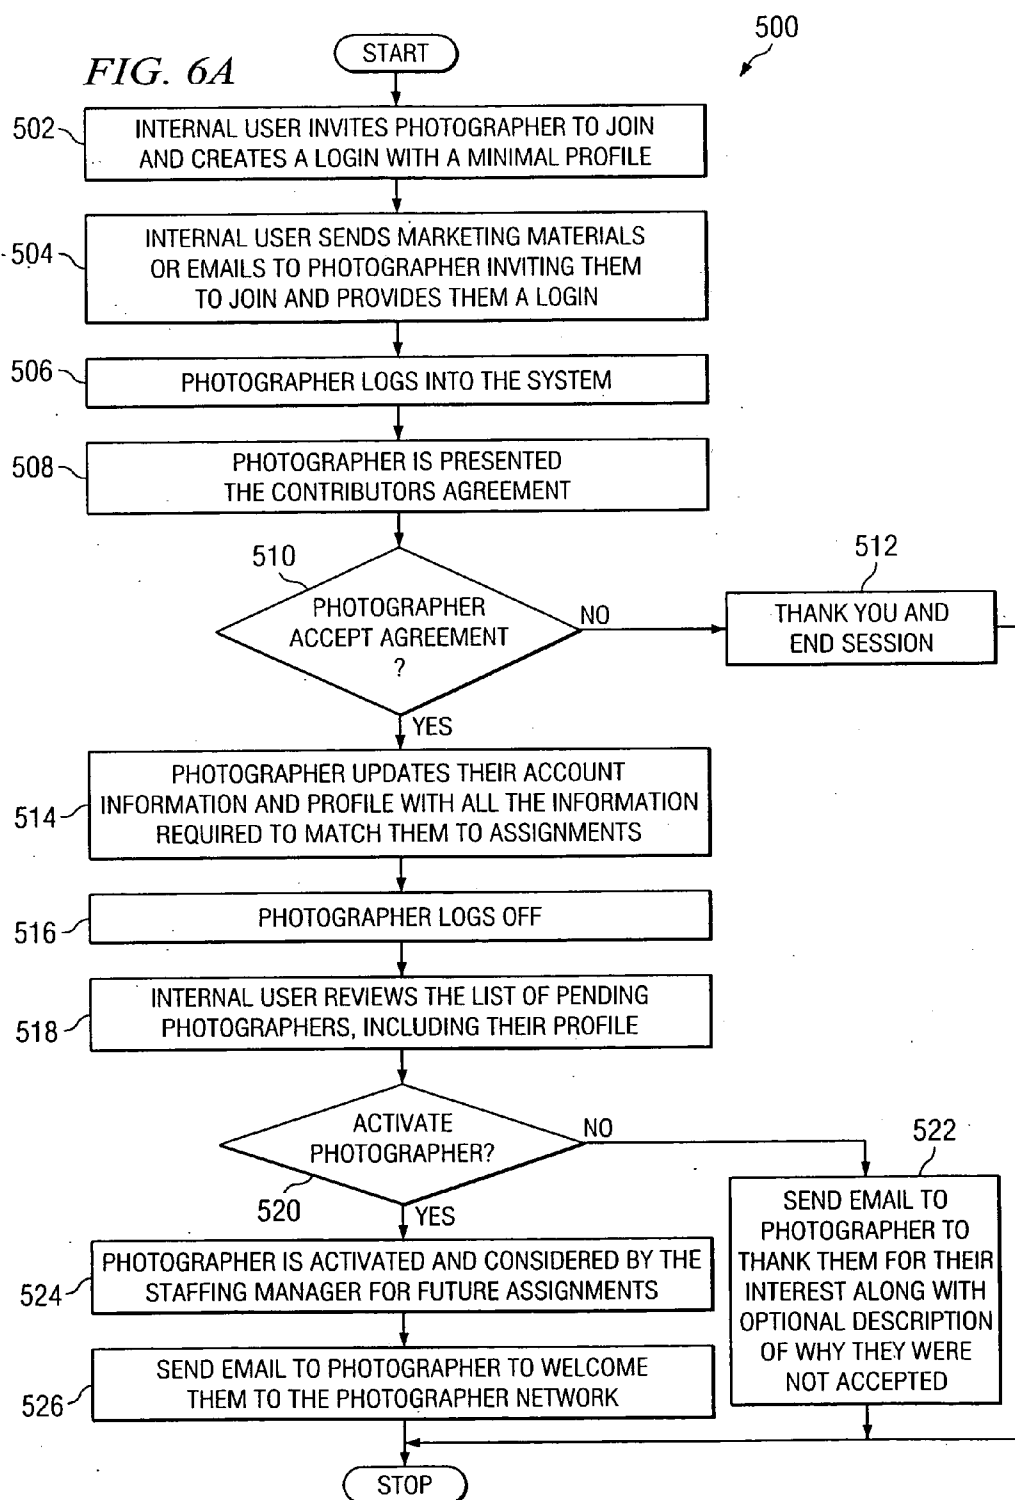 500
START
FIG. 6A
502
INTERNAL USER INVITES PHOTOGRAPHER TO JOIN
AND CREATES A LOGIN WITH A MINIMAL PROFILE
504
INTERNAL USER SENDS MARKETING MATERIALS
OR EMAILS TO PHOTOGRAPHER INVITING THEM
TO JOIN AND PROVIDES THEM A LOGIN
506
PHOTOGRAPHER LOGS INTO THE SYSTEM
508
PHOTOGRAPHER IS PRESENTED
THE CONTRIBUTORS AGREEMENT
510
PHOTOGRAPHER
ACCEPT AGREEMENT
?
NO
512
THANK YOU AND
END SESSION
YES
514
PHOTOGRAPHER UPDATES THEIR ACCOUNT
INFORMATION AND PROFILE WITH ALL THE INFORMATION
REQUIRED TO MATCH THEM TO ASSIGNMENTS
516
PHOTOGRAPHER LOGS OFF
518
INTERNAL USER REVIEWS THE LIST OF PENDING
PHOTOGRAPHERS, INCLUDING THEIR PROFILE
ACTIVATE
PHOTOGRAPHER?
520
NO
522
SEND EMAIL TO
PHOTOGRAPHER TO
THANK THEM FOR THEIR
INTEREST ALONG WITH
OPTIONAL DESCRIPTION
OF WHY THEY WERE
NOT ACCEPTED
YES
524
PHOTOGRAPHER IS ACTIVATED AND CONSIDERED BY THE
STAFFING MANAGER FOR FUTURE ASSIGNMENTS
526
SEND EMAIL TO PHOTOGRAPHER TO WELCOME
THEM TO THE PHOTOGRAPHER NETWORK
STOP